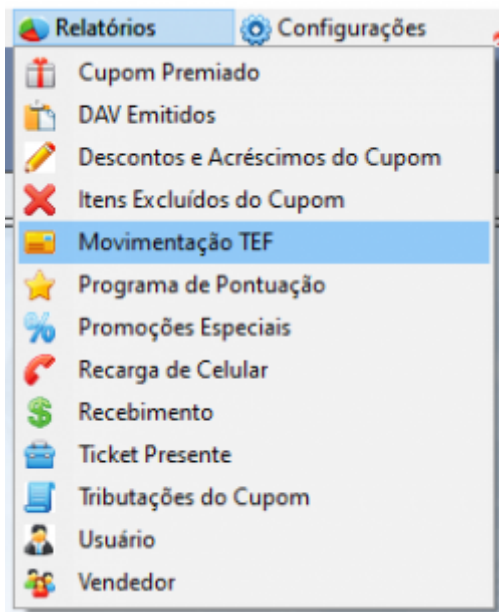 Relatórios
Configurações
Cupom Premiado
DAV Emitidos
Descontos e Acréscimos do Cupom
Itens Excluídos do Cupom
Movimentação TEF
Programa de Pontuação
Promoções Especiais
Recarga de Celular
Recebimento
Ticket Presente
Tributações do Cupom
Usuário
Vendedor